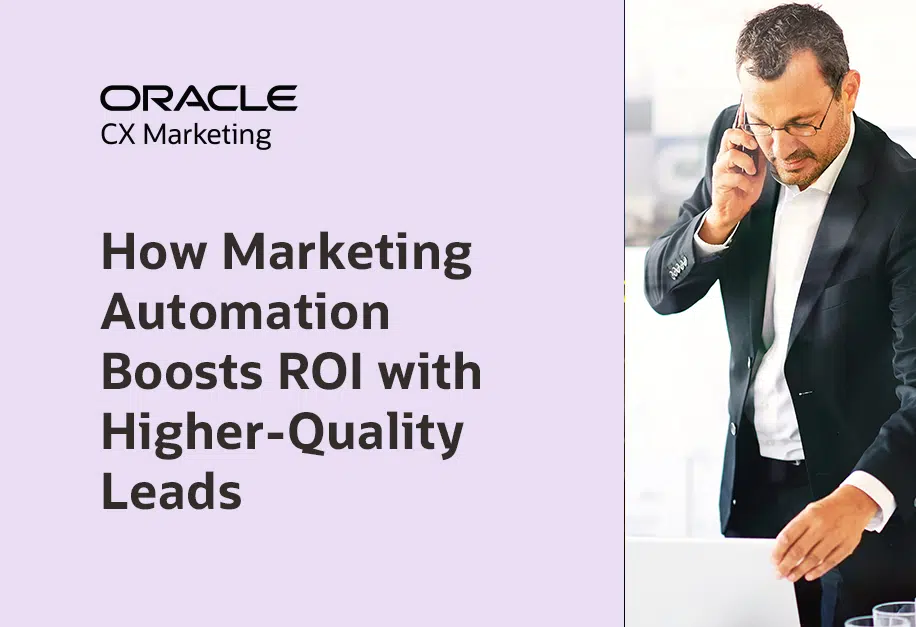 ORACLE
CX Marketing
How Marketing
Automation
Boosts ROI with
Higher-Quality
Leads